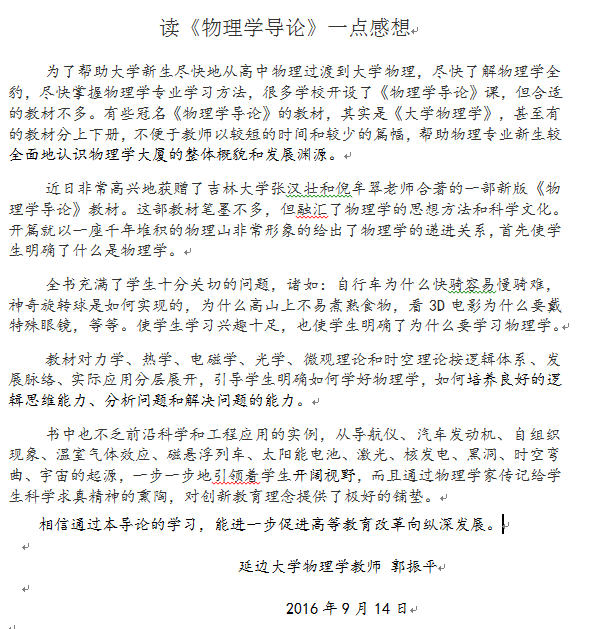 读《物理学导论》一点感想
为了帮助大学新生尽快地从高中物理过渡到大学物理，尽快了解物理学全
豹，尽快掌握物理学专业学习方法，很多学校开设了《物理学导论》课，但合适
的教材不多。有些冠名《物理学导论》的教材，其实是《大学物理学》，甚至有
的教材分上下册，不便于教师以较短的时间和较少的篇幅，帮助物理专业新生较
全面地认识物理学大厦的整体概貌和发展渊源。
近日非常高兴地获赠了吉林大学张汉壮和倪牟翠老师合著的一部新版《物
理学导论》教材。这部教材笔墨不多，但融汇了物理学的思想方法和科学文化。
开篇就以一座千年堆积的物理山非常形象的给出了物理学的递进关系，首先使学
生明确了什么是物理学。
全书充满了学生十分关切的问题，诸如：自行车为什么快骑容易慢骑难，
神奇旋转球是如何实现的，为什么高山上不易煮熟食物，看 3D 电影为什么要戴
特殊眼镜，等等。使学生学习兴趣十足，也使学生明确了为什么要学习物理学。
教材对力学、热学、电磁学、光学、微观理论和时空理论按逻辑体系、发
展脉络、实际应用分层展开，引导学生明确如何学好物理学，如何培养良好的逻
辑思维能力、分析问题和解决问题的能力。
书中也不乏前沿科学和工程应用的实例，从导航仪、汽车发动机、自组织
现象、温室气体效应、磁悬浮列车、太阳能电池、激光、核发电、黑洞、时空弯
曲、宇宙的起源，一步一步地引领着学生开阔视野，而且通过物理学家传记给学
生科学求真精神的熏陶，对创新教育理念提供了极好的铺垫。
相信通过本导论的学习，能进一步促进高等教育改革向纵深发展。
延边大学物理学教师 郭振平
2016 年 9 月 14 日